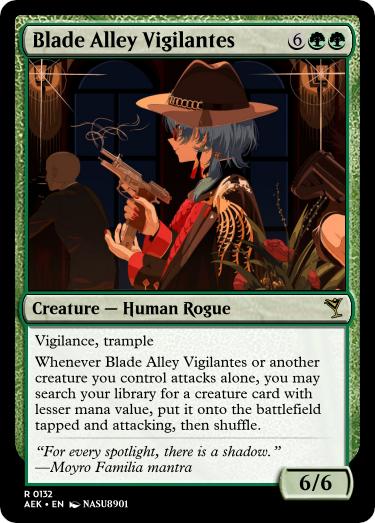 Blade Alley Vigilantes 6
Creature — Human Rogue
Vigilance, trample
Whenever Blade Alley Vigilantes or another
creature you control attacks alone, you may
search your library for a creature card with
lesser mana value, put it onto the battlefield
tapped and attacking, then shuffle.
“For every spotlight, there is a shadow.”
—Moyro Familia mantra
6/6
R 0132
AEK • EN NASU8901